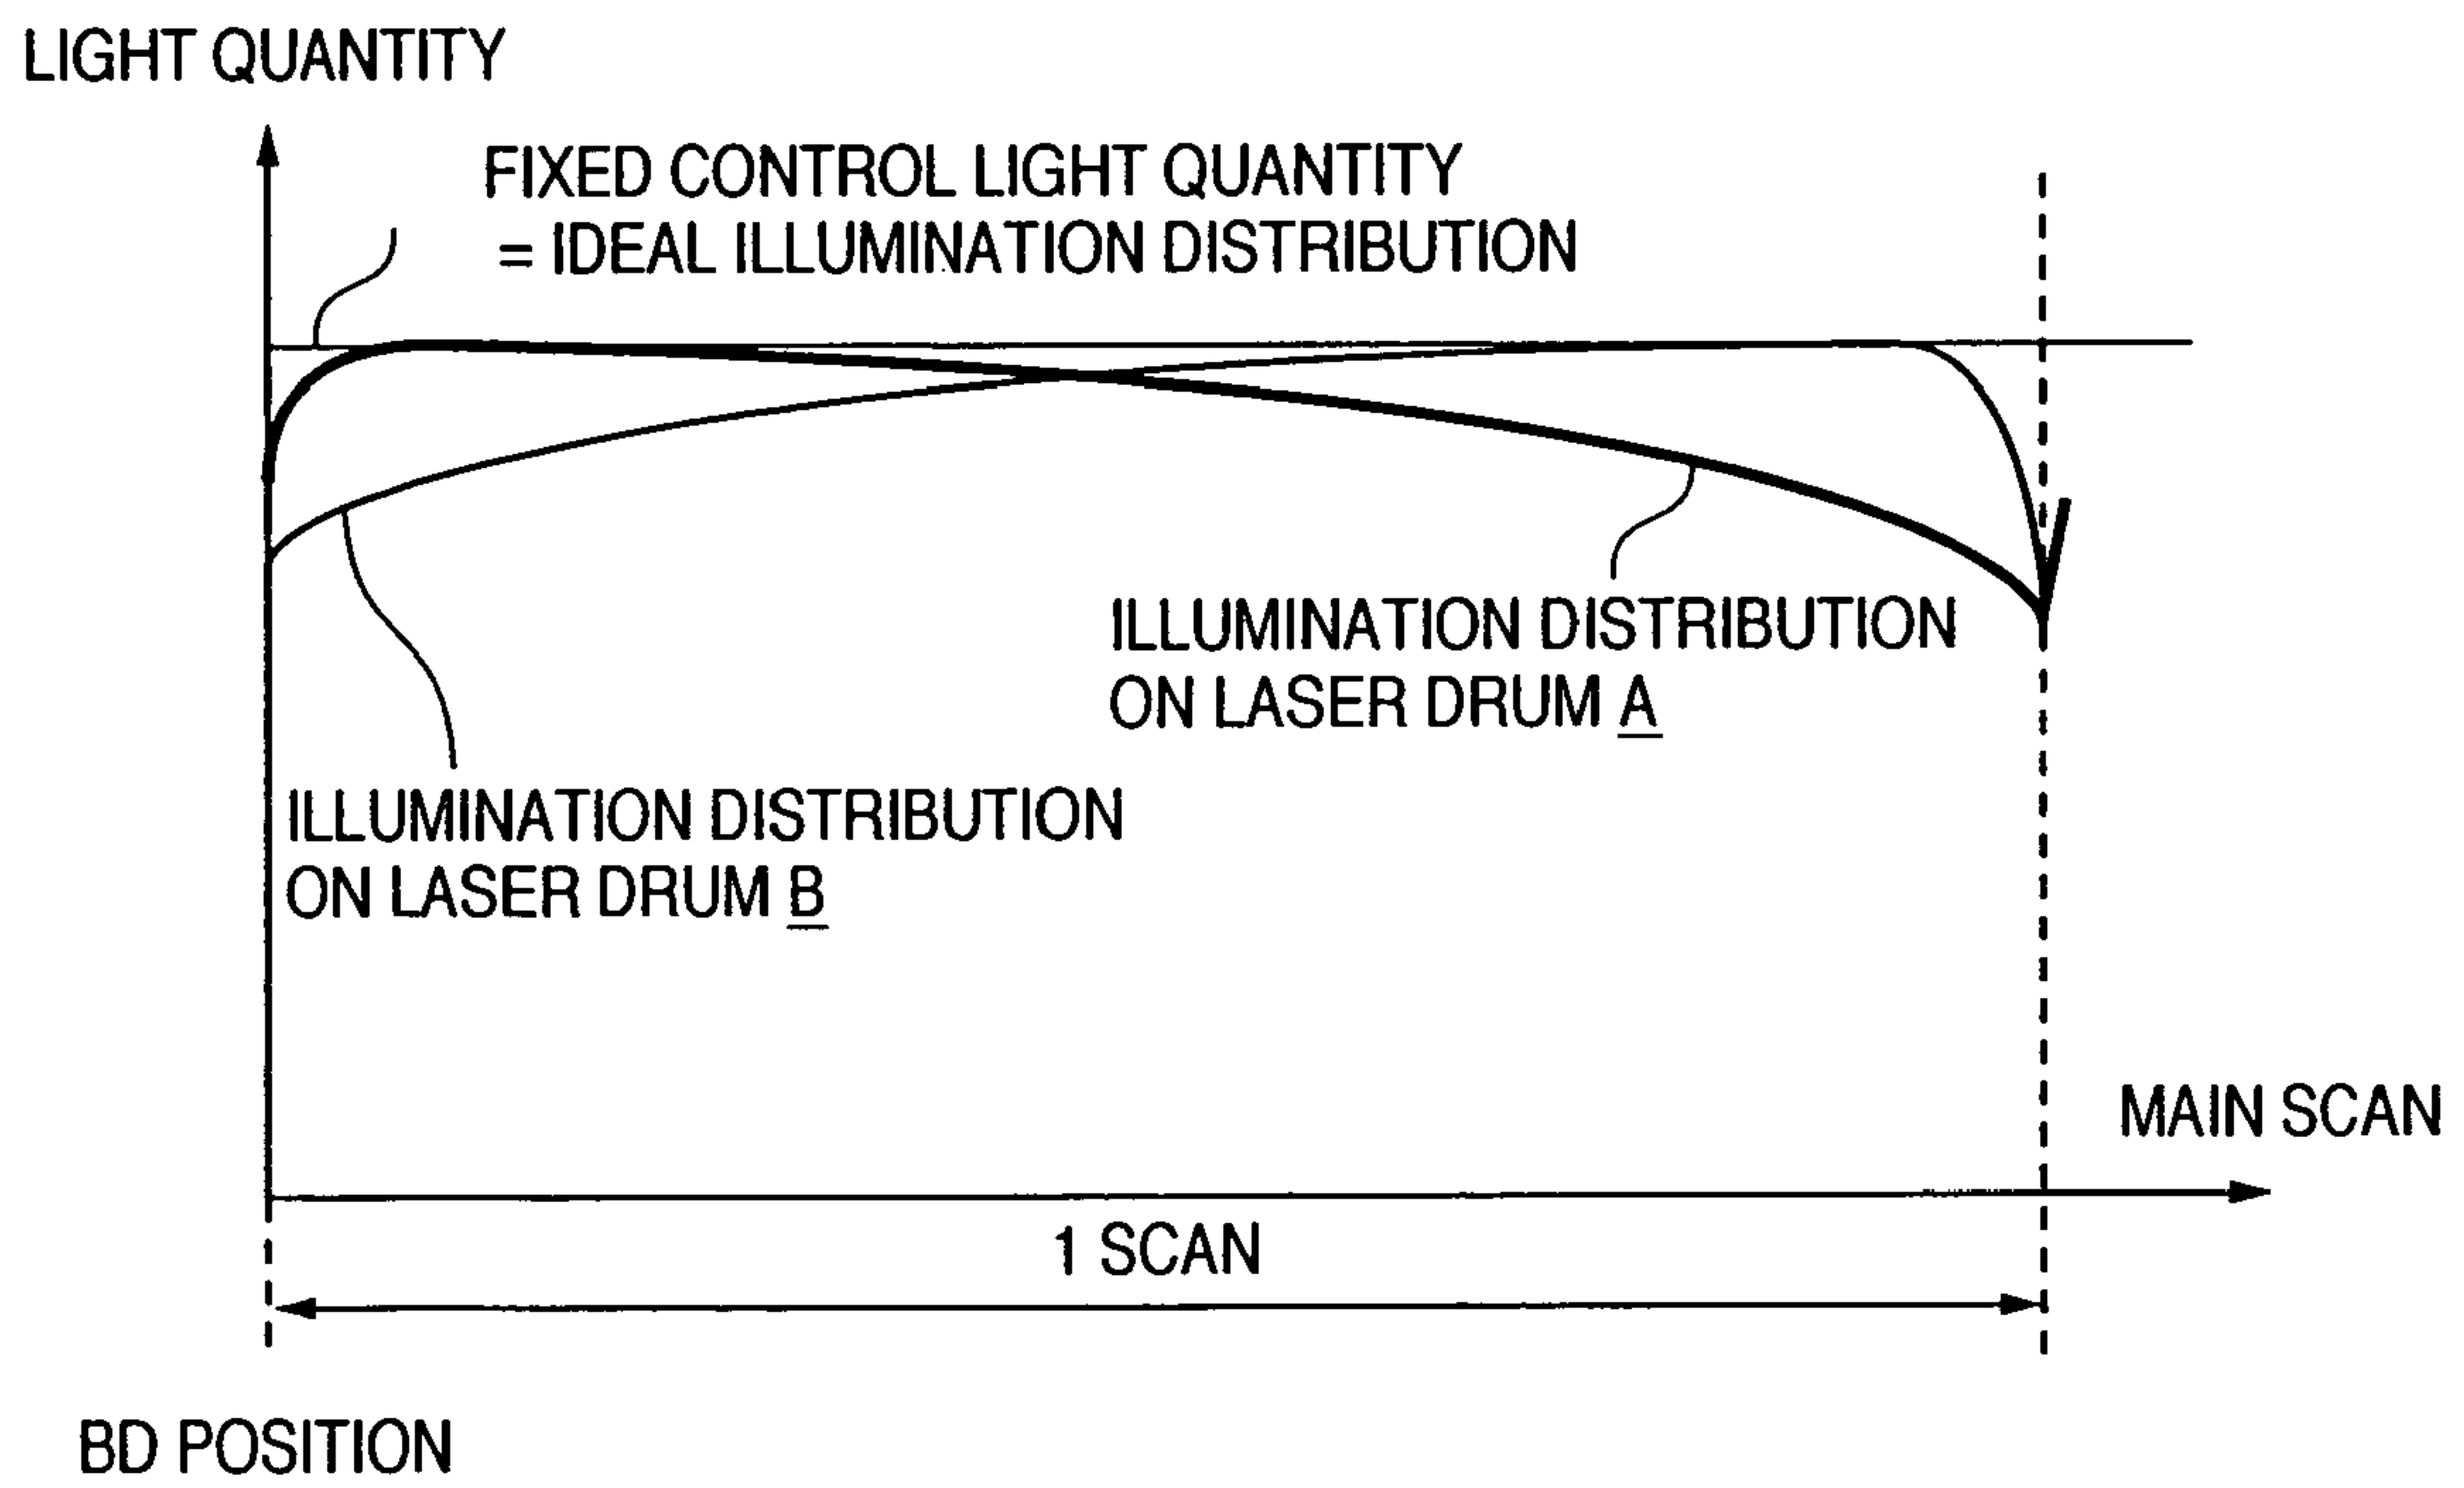 LIGHT QUANTITY
FIXED CONTROL LIGHT QUANTITY
= IDEAL ILLUMINATION DISTRIBUTION
ILLUMINATION DISTRIBUTION
ON LASER DRUM A
ILLUMINATION DISTRIBUTION
ON LASER DRUM B
MAIN SCAN
1 SCAN
BD POSITION